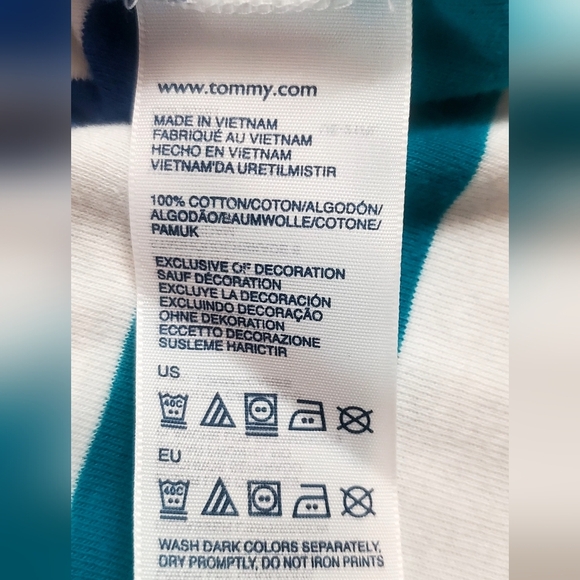 www.tommy.com
MADE IN VIETNAM
FABRIQUÉ AU VIETNAM
HECHO EN VIETNAM
VIETNAM'DA URETILMISTIR
100% COTTON/COTON/ALGODÓN/
ALGODÃO/BAUMWOLLE/COTONE/
PAMUK
EXCLUSIVE OF DECORATION
SAUF DÉCORATION
EXCLUYE LA DECORACIÓN
EXCLUINDO DECORAÇÃO
OHNE DEKORATION
ECCETTO DECORAZIONE
SUSLEME HARICTIR
US
40C
EU
40C
WASH DARK COLORS SEPARATELY,
DRY PROMPTLY, DO NOT IRON PRINTS